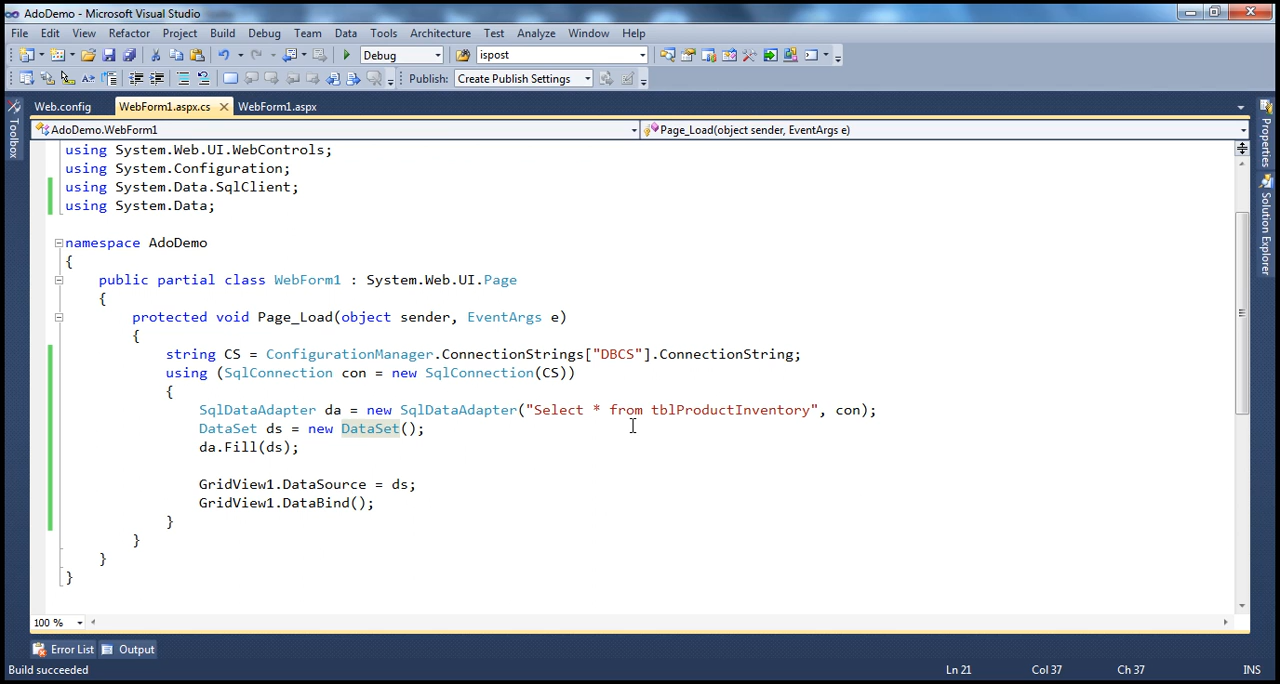 AdoDemo - Microsoft Visual Studio
File Edit View Refactor Project Build Debug Team Data Tools Architecture Test Analyze Window Help
Debug ispost
Publish: Create Publish Settings
Web.config WebForm1.aspx.cs WebForm1.aspx
AdoDemo.WebForm1 Page_Load(object sender, EventArgs e)
Toolbox
Properties
Solution Explorer
using System.Web.UI.WebControls;
using System.Configuration;
using System.Data.SqlClient;
using System.Data;
namespace AdoDemo
{
public partial class WebForm1 : System.Web.UI.Page
{
protected void Page_Load(object sender, EventArgs e)
{
string CS = ConfigurationManager.ConnectionStrings["DBCS"].ConnectionString;
using (SqlConnection con = new SqlConnection(CS))
{
SqlDataAdapter da = new SqlDataAdapter("Select * from tblProductInventory", con);
DataSet ds = new DataSet();
da.Fill(ds);
GridView1.DataSource = ds;
GridView1.DataBind();
}
}
}
}
100 %
Error List Output
Build succeeded Ln 21 Col 37 Ch 37 INS